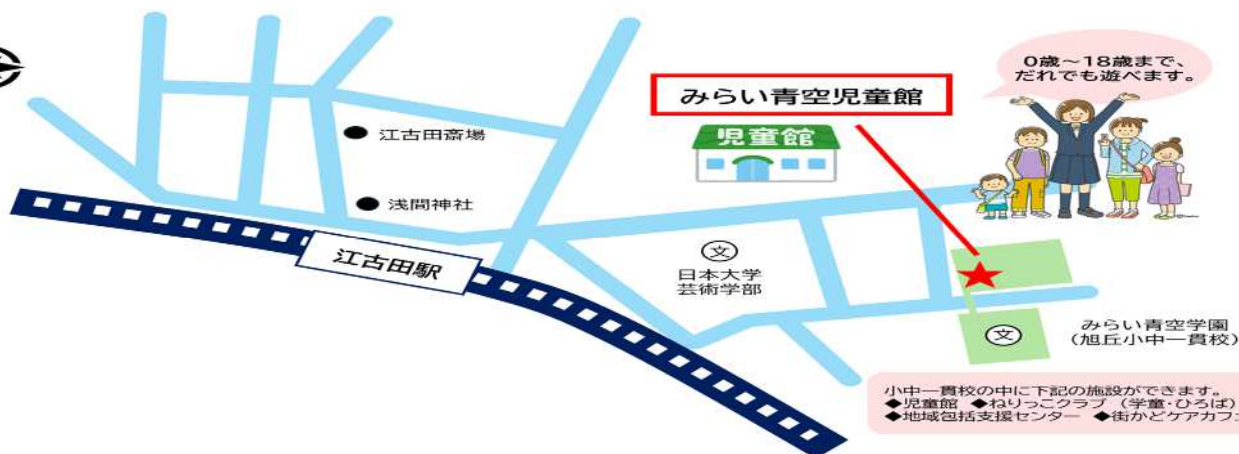 0歳～18歳まで、
だれでも遊べます。
みらい青空児童館
児童館
江古田斎場
浅間神社
江古田駅
文
日本大学
芸術学部
文
みらい青空学園
(旭丘小中一貫校)
小中一貫校の中に下記の施設ができます。
◆児童館 ◆ねりっこクラブ（学童・ひろば）
◆地域包括支援センター ◆街かどケアカフェ